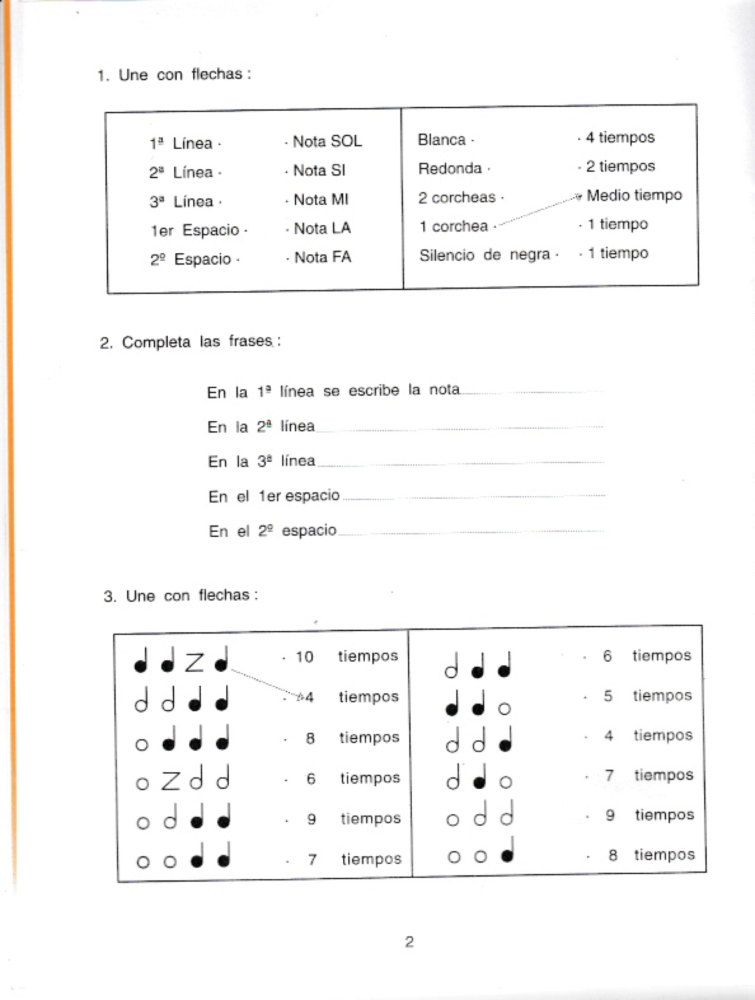 1. Une con flechas :
1ª Línea · · Nota SOL
2ª Línea · · Nota SI
3ª Línea · · Nota MI
1er Espacio · · Nota LA
2º Espacio · · Nota FA
Blanca · · 4 tiempos
Redonda · · 2 tiempos
2 corcheas · · Medio tiempo
1 corchea · · 1 tiempo
Silencio de negra · · 1 tiempo
2. Completa las frases :
En la 1ª línea se escribe la nota
En la 2ª línea
En la 3ª línea
En el 1er espacio
En el 2º espacio
3. Une con flechas :
· 10 tiempos
· 4 tiempos
· 8 tiempos
· 6 tiempos
· 9 tiempos
· 7 tiempos
· 6 tiempos
· 5 tiempos
· 4 tiempos
· 7 tiempos
· 9 tiempos
· 8 tiempos
2